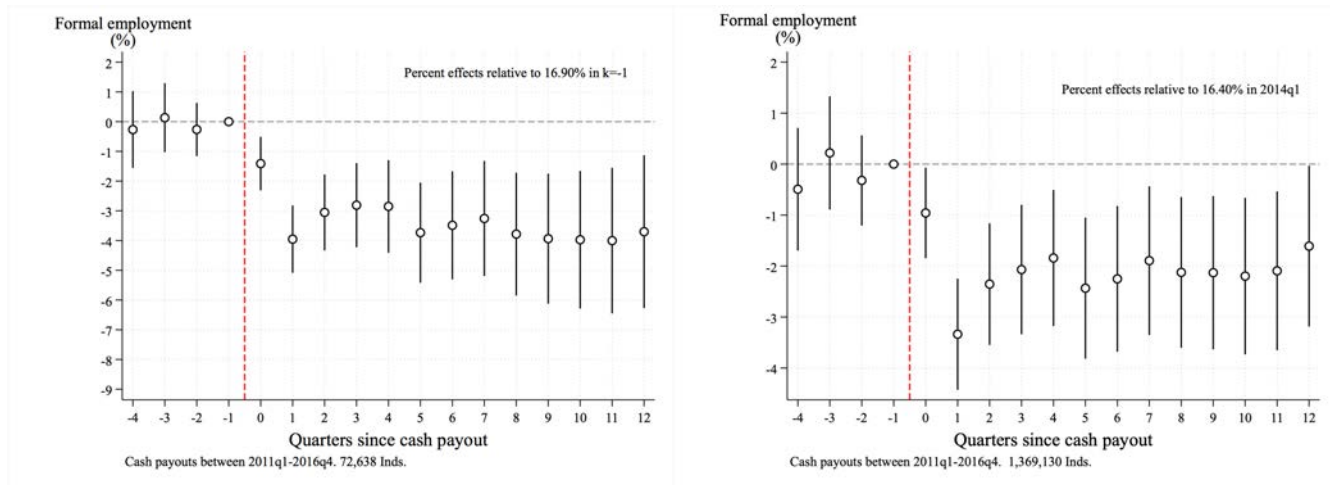 Formal employment
(%)
Percent effects relative to 16.90% in k=-1
2
1
0
-1
-2
-3
-4
-5
-6
-7
-8
-9
-4 -3 -2 -1 0 1 2 3 4 5 6 7 8 9 10 11 12
Quarters since cash payout
Cash payouts between 2011q1-2016q4. 72,638 Inds.
Formal employment
(%)
Percent effects relative to 16.40% in 2014q1
2
1
0
-1
-2
-3
-4
-4 -3 -2 -1 0 1 2 3 4 5 6 7 8 9 10 11 12
Quarters since cash payout
Cash payouts between 2011q1-2016q4. 1,369,130 Inds.